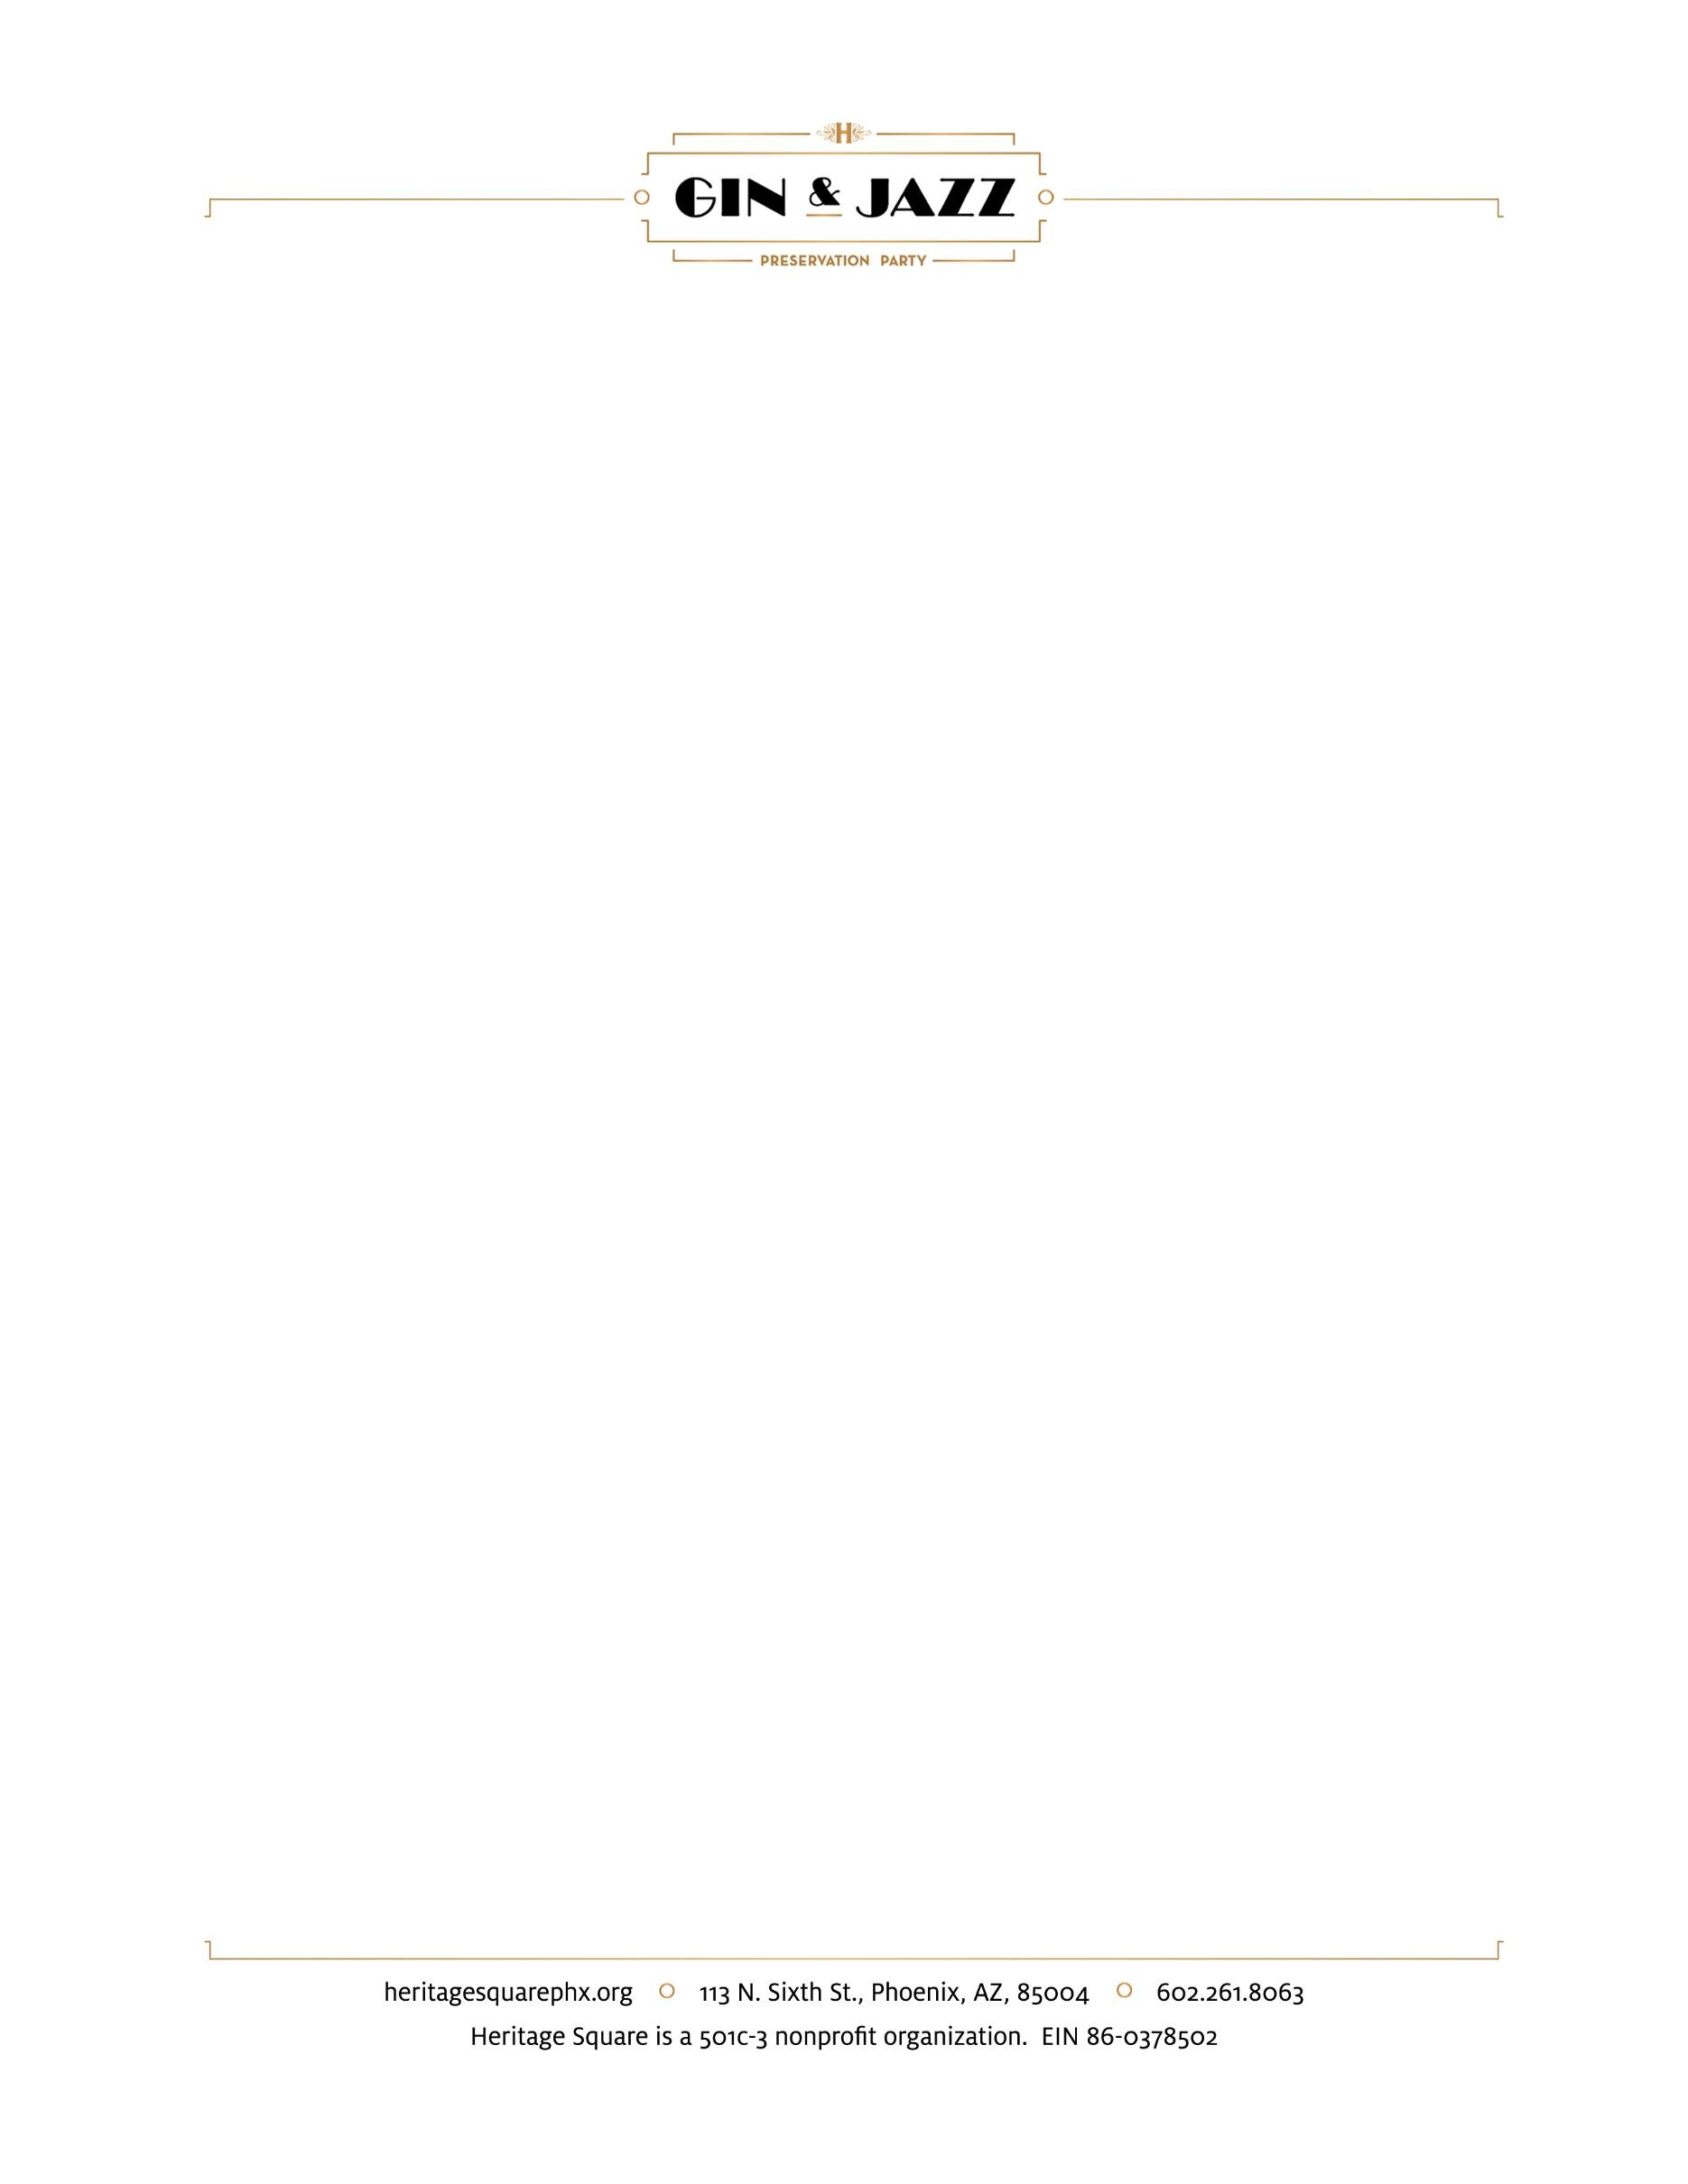 H
GIN & JAZZ
PRESERVATION PARTY
heritagesquarephx.org 113 N. Sixth St., Phoenix, AZ, 85004 602.261.8063
Heritage Square is a 501c-3 nonprofit organization. EIN 86-0378502